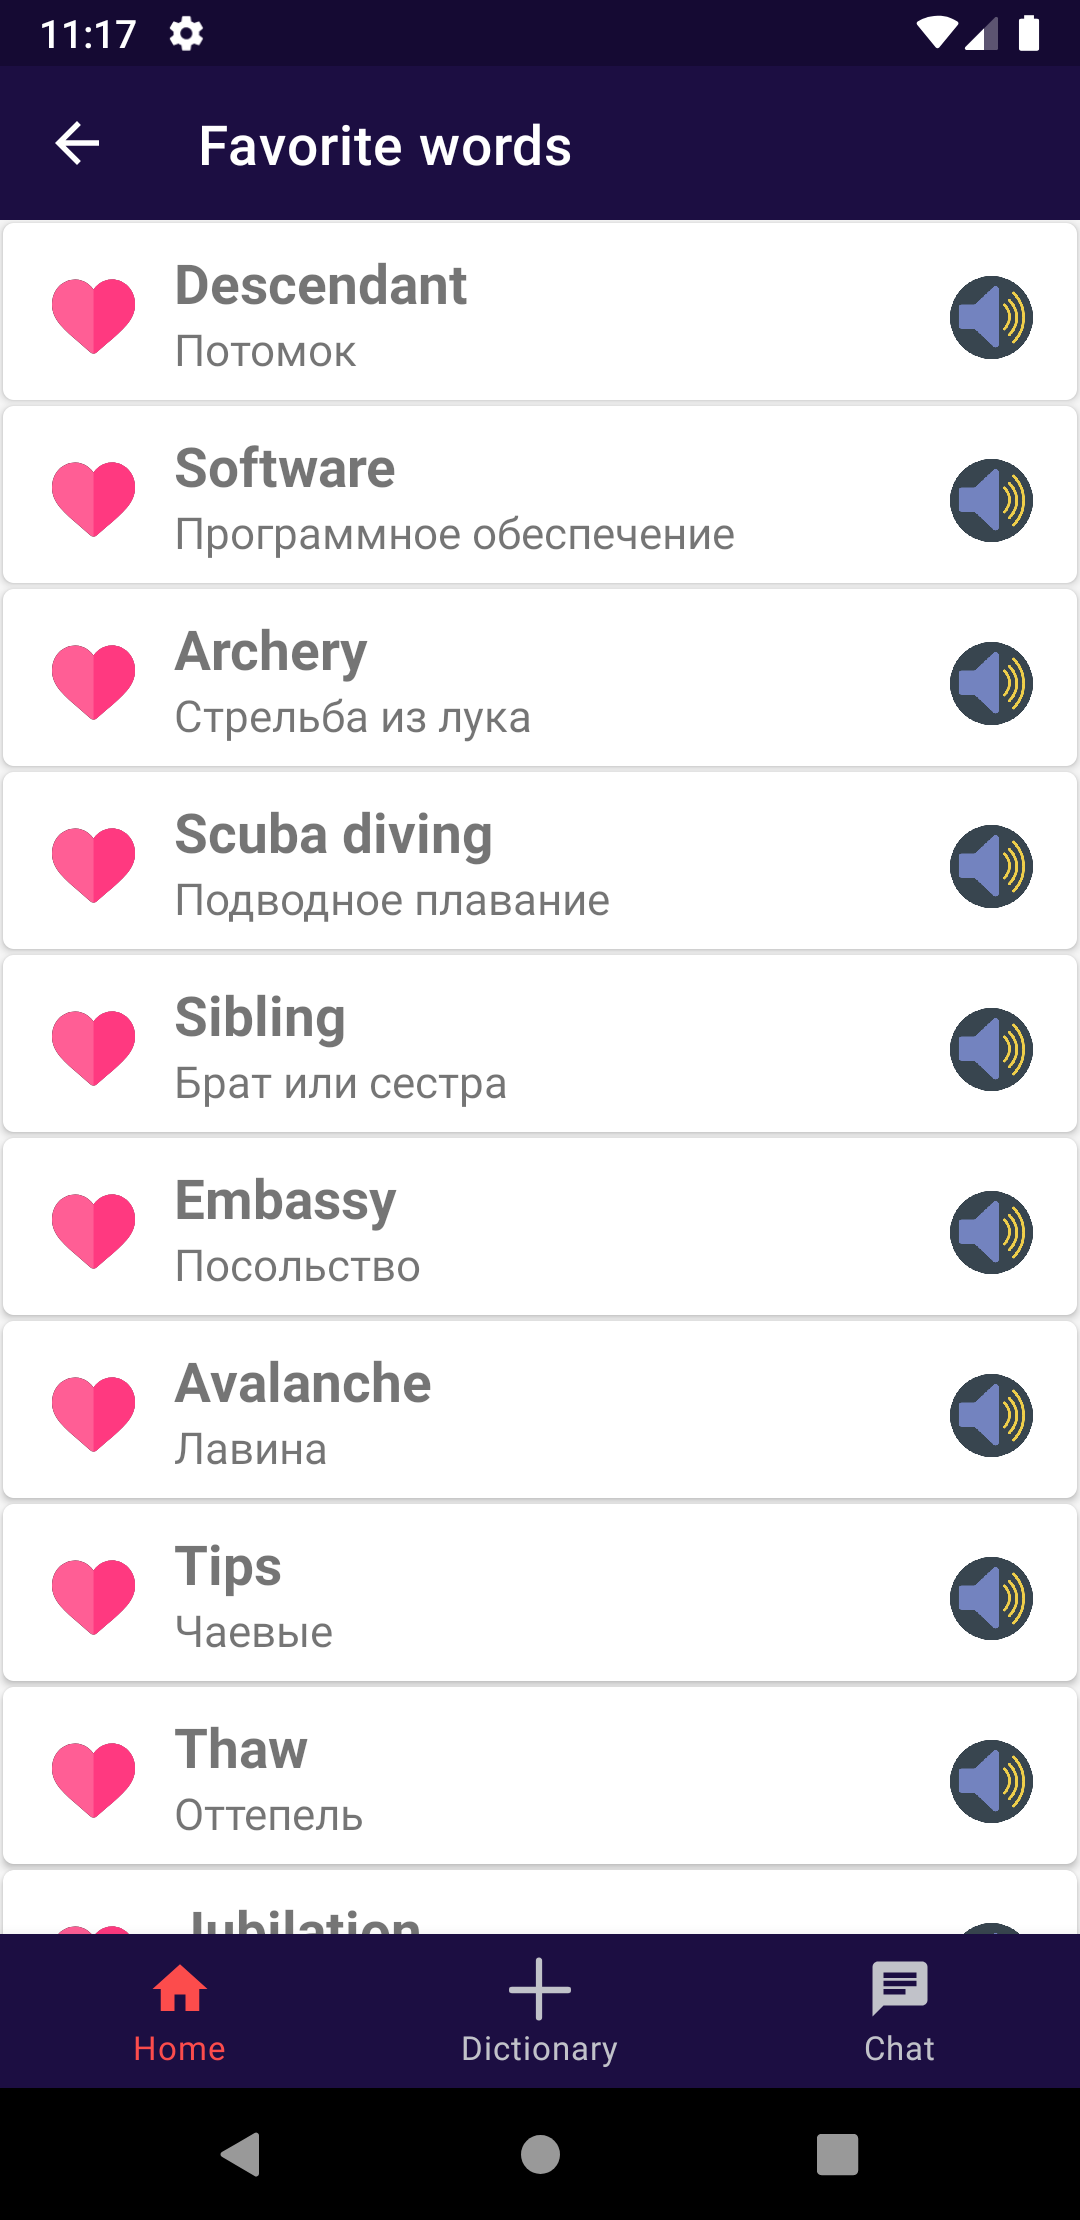 11:17
Favorite words
Descendant
Потомок
Software
Программное обеспечение
Archery
Стрельба из лука
Scuba diving
Подводное плавание
Sibling
Брат или сестра
Embassy
Посольство
Avalanche
Лавина
Tips
Чаевые
Thaw
Оттепель
Jubilation
Home
Dictionary
Chat